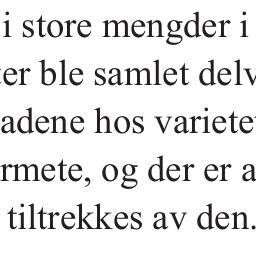 i store mengder i
ter ble samlet delv
adene hos variete
rmete, og der er a
tiltrekkes av den.